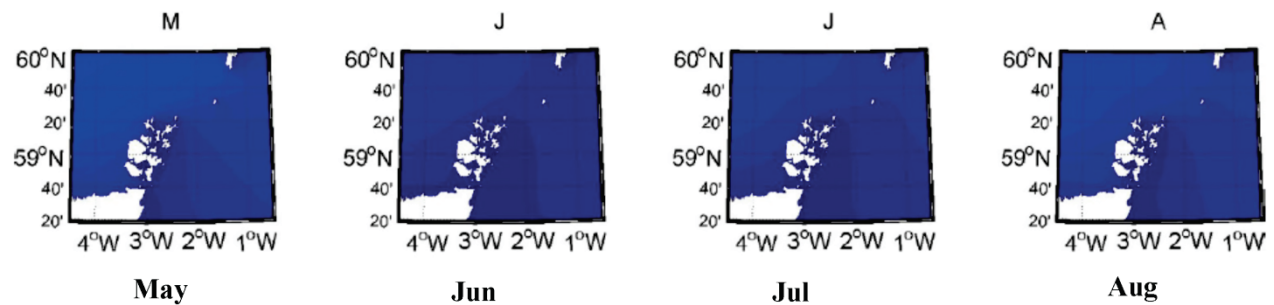 M J J A
60°N 60°N 60°N 60°N
40' 40' 40' 40'
20' 20' 20' 20'
59°N 59°N 59°N 59°N
40' 40' 40' 40'
20' 20' 20' 20'
4°W 3°W 2°W 1°W 4°W 3°W 2°W 1°W 4°W 3°W 2°W 1°W 4°W 3°W 2°W 1°W
May Jun Jul Aug